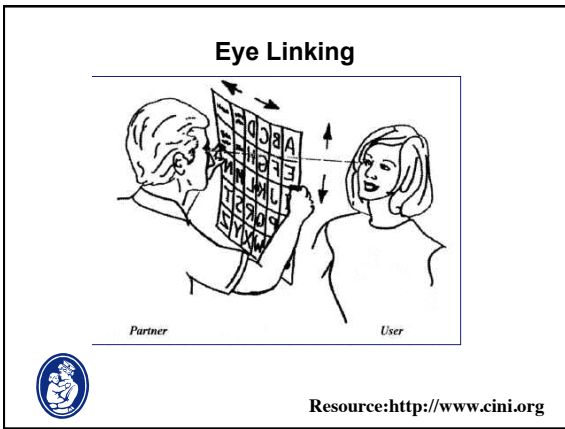 Eye Linking
A B C D
E F G H
J K L M N
P Q R S T
W X Y Z
Partner
User
Resource:http://www.cini.org